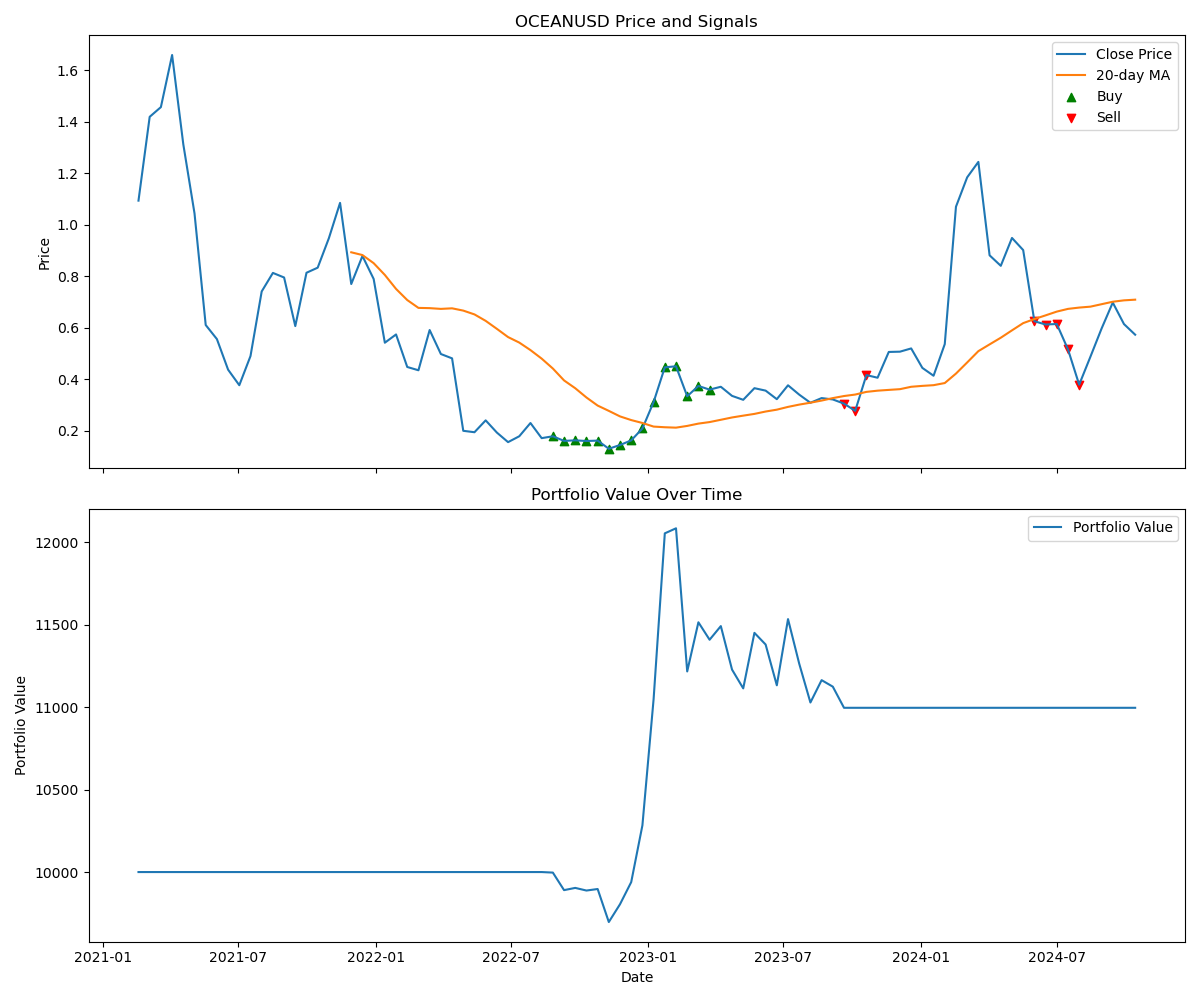 OCEANUSD Price and Signals
Price
1.6
1.4
1.2
1.0
0.8
0.6
0.4
0.2
Close Price
20-day MA
Buy
Sell
Portfolio Value Over Time
Portfolio Value
12000
11500
11000
10500
10000
Portfolio Value
2021-01
2021-07
2022-01
2022-07
2023-01
2023-07
2024-01
2024-07
Date